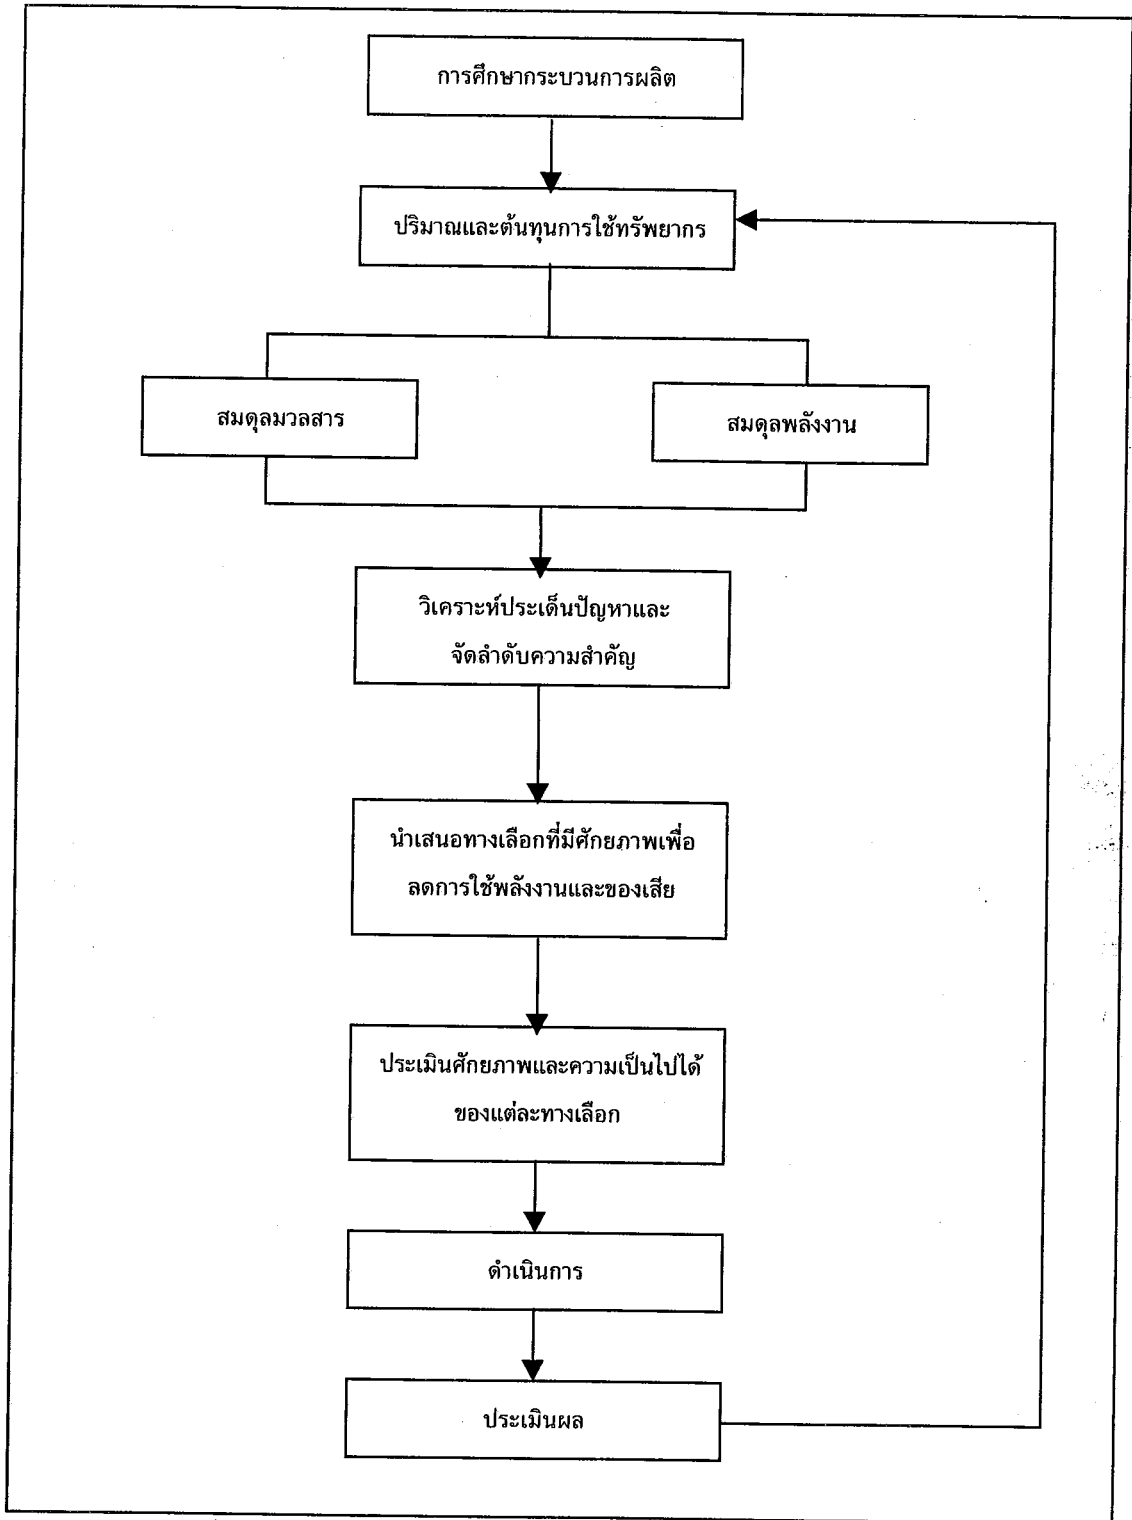 การศึกษากระบวนการผลิต
ปริมาณและต้นทุนการใช้ทรัพยากร
สมดุลมวลสาร
สมดุลพลังงาน
วิเคราะห์ประเด็นปัญหาและ
จัดลำดับความสำคัญ
นำเสนอทางเลือกที่มีศักยภาพเพื่อ
ลดการใช้พลังงานและของเสีย
ประเมินศักยภาพและความเป็นไปได้
ของแต่ละทางเลือก
ดำเนินการ
ประเมินผล